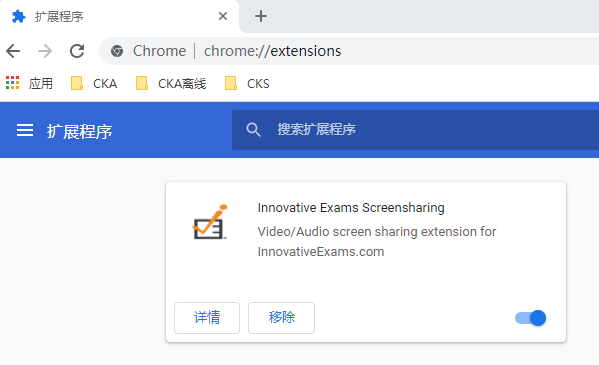 扩展程序
Chrome | chrome://extensions
应用 CKA CKA离线 CKS
扩展程序 搜索扩展程序
Innovative Exams Screensharing
Video/Audio screen sharing extension for
InnovativeExams.com
详情 移除